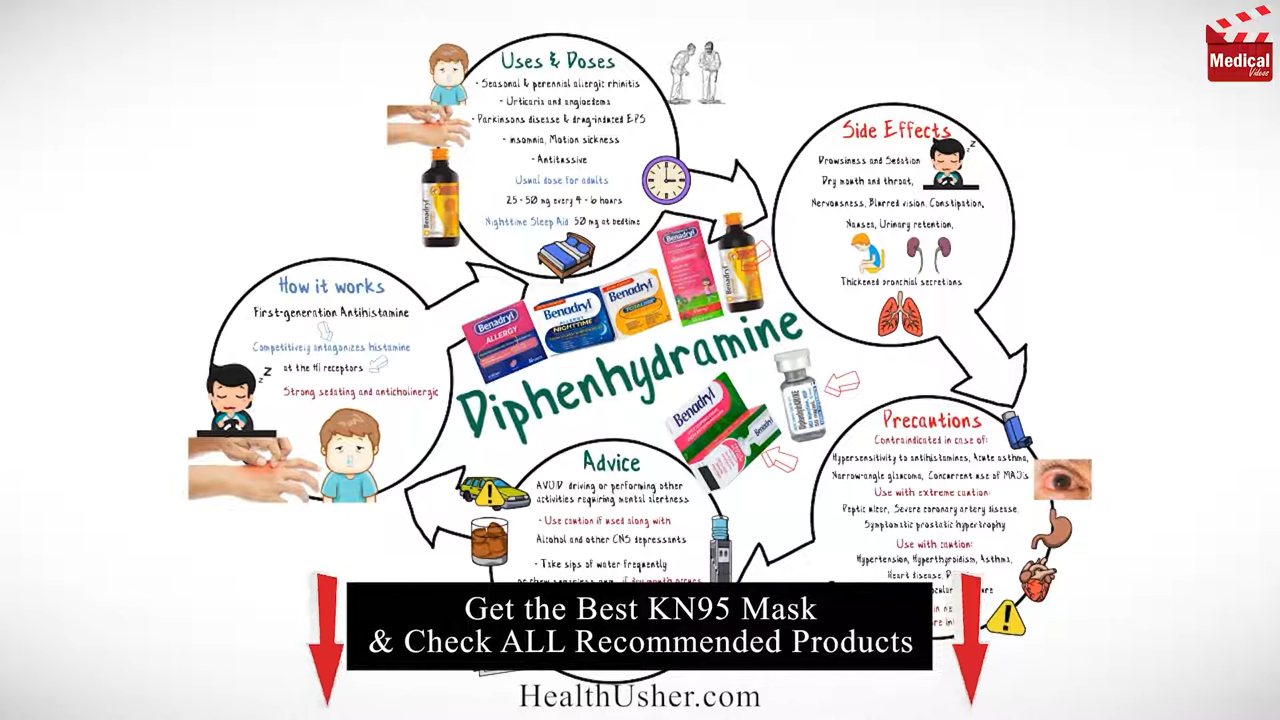 Medical
Videos
Uses & Doses
- Seasonal & perennial allergic rhinitis
- Urticaria and angioedema
- Parkinsons disease & drug-induced EPS
- insomnia, Motion sickness
- Antitussive
Usual dose for adults
25 - 50 mg every 4 - 6 hours
Nighttime Sleep Aid 50 mg at bedtime
Benadryl
Side Effects
Drowsiness and Sedation
Dry mouth and throat,
Nervousness, Blurred vision, Constipation,
Nausea, Urinary retention,
Thickened bronchial secretions
How it works
First-generation Antihistamine
Competitively antagonizes histamine
at the H1 receptors
Strong sedating and anticholinergic
Benadryl
ALLERGY
Benadryl
ALLERGY
NIGHTTIME
Benadryl
Benadryl
Benadryl
Diphenhydramine
Benadryl
Benadryl
Precautions
Contraindicated in case of:
Hypersensitivity to antihistamines, Acute asthma,
Narrow-angle glaucoma, Concurrent use of MAOIs
Use with extreme caution:
Peptic ulcer, Severe coronary artery disease,
Symptomatic prostatic hypertrophy
Use with caution:
Hypertension, Hyperthyroidism, Asthma,
Heart disease,
Advice
AVOID driving or performing other
activities requiring mental alertness
- Use caution if used along with
Alcohol and other CNS depressants
- Take sips of water frequently
Get the Best KN95 Mask
& Check ALL Recommended Products
HealthUsher.com